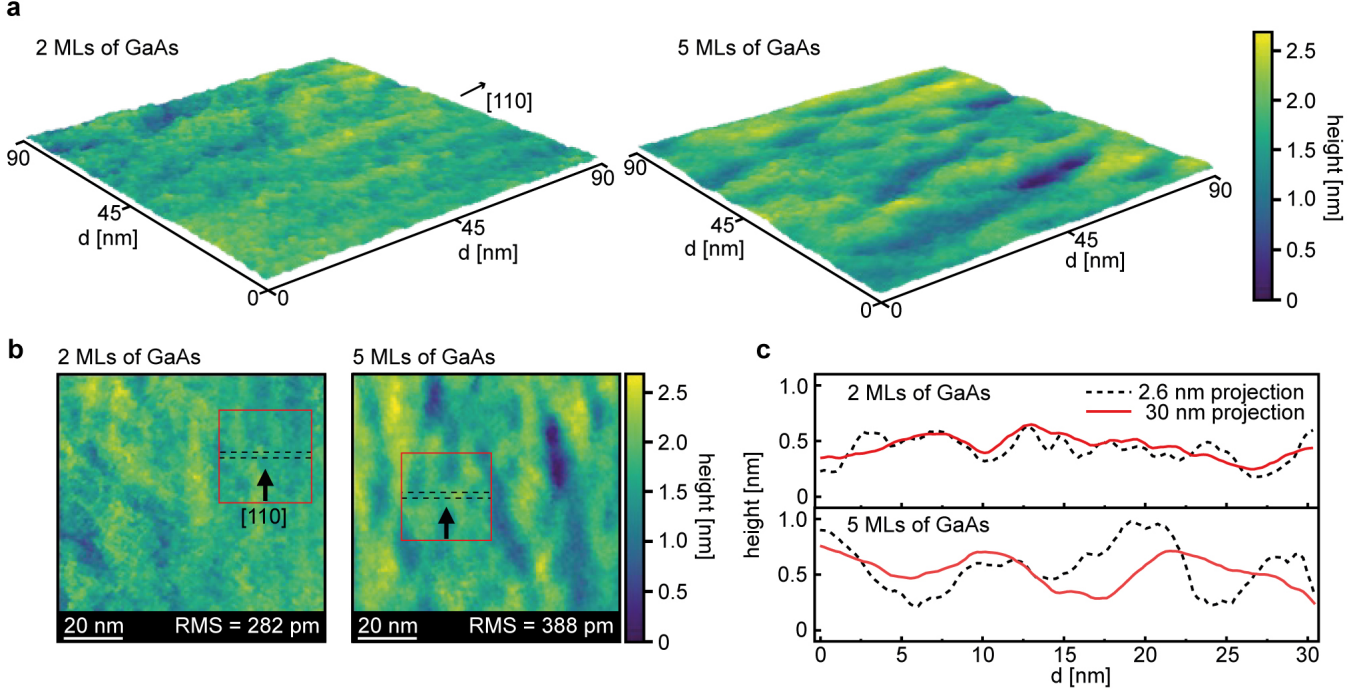 a
2 MLs of GaAs
[110]
90
45
d [nm]
0
0
d [nm]
45
90
5 MLs of GaAs
90
45
d [nm]
0
0
d [nm]
45
90
2.5
2.0
1.5
1.0
0.5
0
height [nm]
b
2 MLs of GaAs
[110]
20 nm
RMS = 282 pm
5 MLs of GaAs
20 nm
RMS = 388 pm
2.5
2.0
1.5
1.0
0.5
0
height [nm]
c
1.0
0.5
0
2 MLs of GaAs
2.6 nm projection
30 nm projection
height [nm]
1.0
0.5
0
5 MLs of GaAs
0 5 10 15 20 25 30
d [nm]